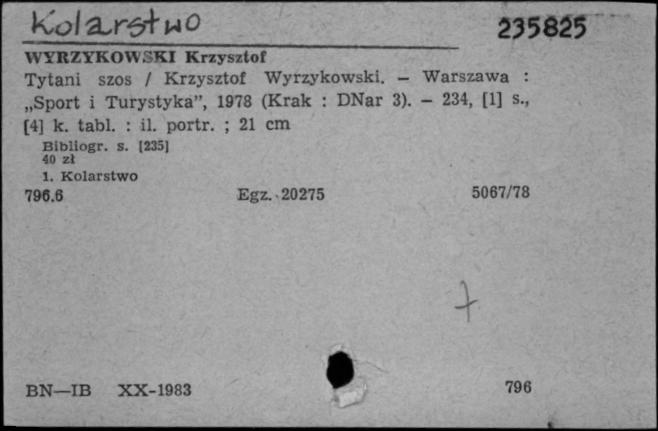 Kolarstwo 235825
WYRZYKOWSKI Krzysztof
Tytani szos / Krzysztof Wyrzykowski. — Warszawa :
„Sport i Turystyka”, 1978 (Krak : DNar 3). — 234, [1] s.,
[4] k. tabl. : il. portr. ; 21 cm
Bibliogr. s. [235]
40 zł
1. Kolarstwo
796.6 Egz. 20275 5067/78
BN—IB XX-1983 796